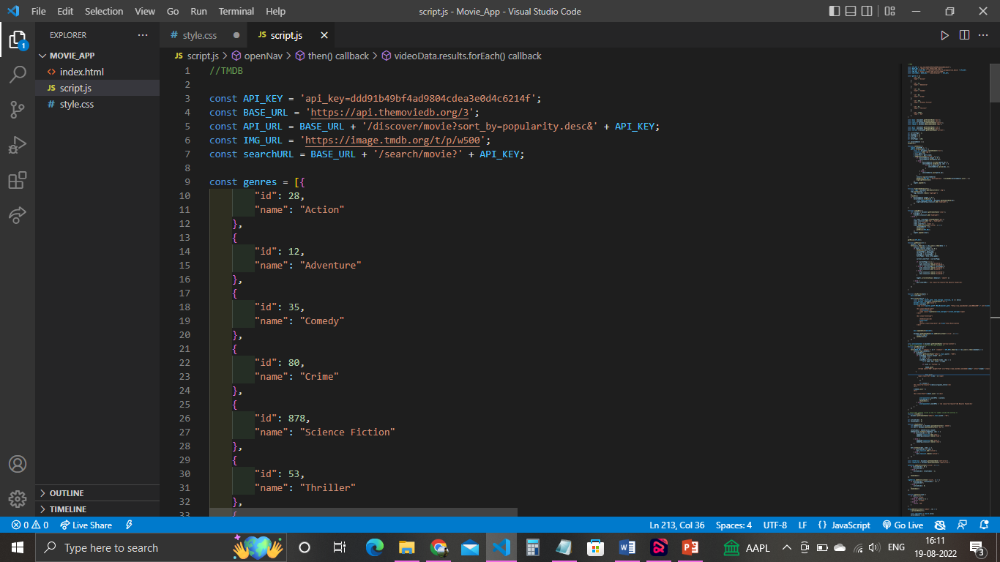 File Edit Selection View Go Run Terminal Help
script.js - Movie_App - Visual Studio Code
EXPLORER
MOVIE_APP
index.html
JS script.js
# style.css
OUTLINE
TIMELINE
1
# style.css
JS script.js
JS script.js > openNav > then() callback > videoData.results.forEach() callback
1 //TMDB
2
3 const API_KEY = 'api_key=ddd91b49bf4ad9804cdea3e0d4c6214f';
4 const BASE_URL = 'https://api.themoviedb.org/3';
5 const API_URL = BASE_URL + '/discover/movie?sort_by=popularity.desc&' + API_KEY;
6 const IMG_URL = 'https://image.tmdb.org/t/p/w500';
7 const searchURL = BASE_URL + '/search/movie?' + API_KEY;
8
9 const genres = [{
10 "id": 28,
11 "name": "Action"
12 },
13 {
14 "id": 12,
15 "name": "Adventure"
16 },
17 {
18 "id": 35,
19 "name": "Comedy"
20 },
21 {
22 "id": 80,
23 "name": "Crime"
24 },
25 {
26 "id": 878,
27 "name": "Science Fiction"
28 },
29 {
30 "id": 53,
31 "name": "Thriller"
32 },
33 {
0 0 Live Share
Ln 213, Col 36 Spaces: 4 UTF-8 LF {} JavaScript Go Live
Type here to search
AAPL
ENG
16:11
19-08-2022
3